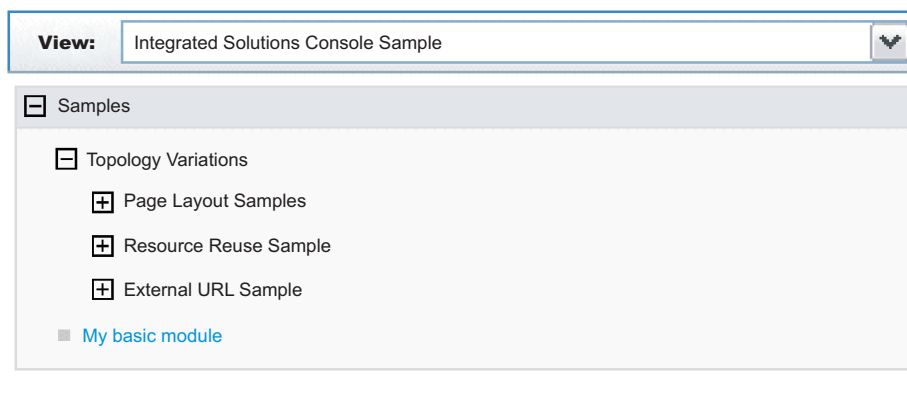 View: Integrated Solutions Console Sample
Samples
Topology Variations
Page Layout Samples
Resource Reuse Sample
External URL Sample
My basic module